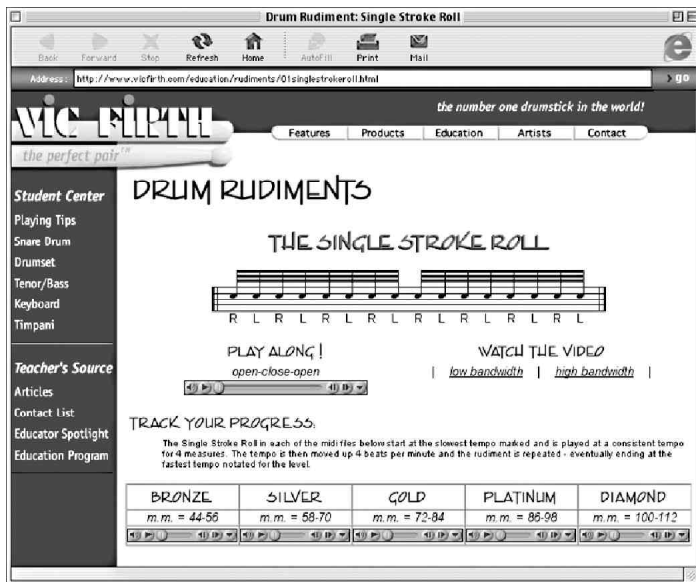 Drum Rudiment: Single Stroke Roll
Back Forward Stop Refresh Home AutoFill Print Mail
Address: http://www.vicfirth.com/education/rudiments/01singlestrokeroll.html go
VIC FIRTH
the number one drumstick in the world!
Features Products Education Artists Contact
the perfect pair™
DRUM RUDIMENTS
Student Center
Playing Tips
Snare Drum
Drumset
Tenor/Bass
Keyboard
Timpani
Teacher's Source
Articles
Contact List
Educator Spotlight
Education Program
THE SINGLE STROKE ROLL
R L R L R L R L R L R L R L
PLAY ALONG!
open-close-open
WATCH THE VIDEO
| low bandwidth | high bandwidth |
TRACK YOUR PROGRESS:
The Single Stroke Roll in each of the midi files below start at the slowest tempo marked and is played at a consistent tempo
for 4 measures. The tempo is then moved up 4 beats per minute and the rudiment is repeated - eventually ending at the
fastest tempo notated for the level.
BRONZE SILVER GOLD PLATINUM DIAMOND
m.m. = 44-56 m.m. = 58-70 m.m. = 72-84 m.m. = 86-98 m.m. = 100-112